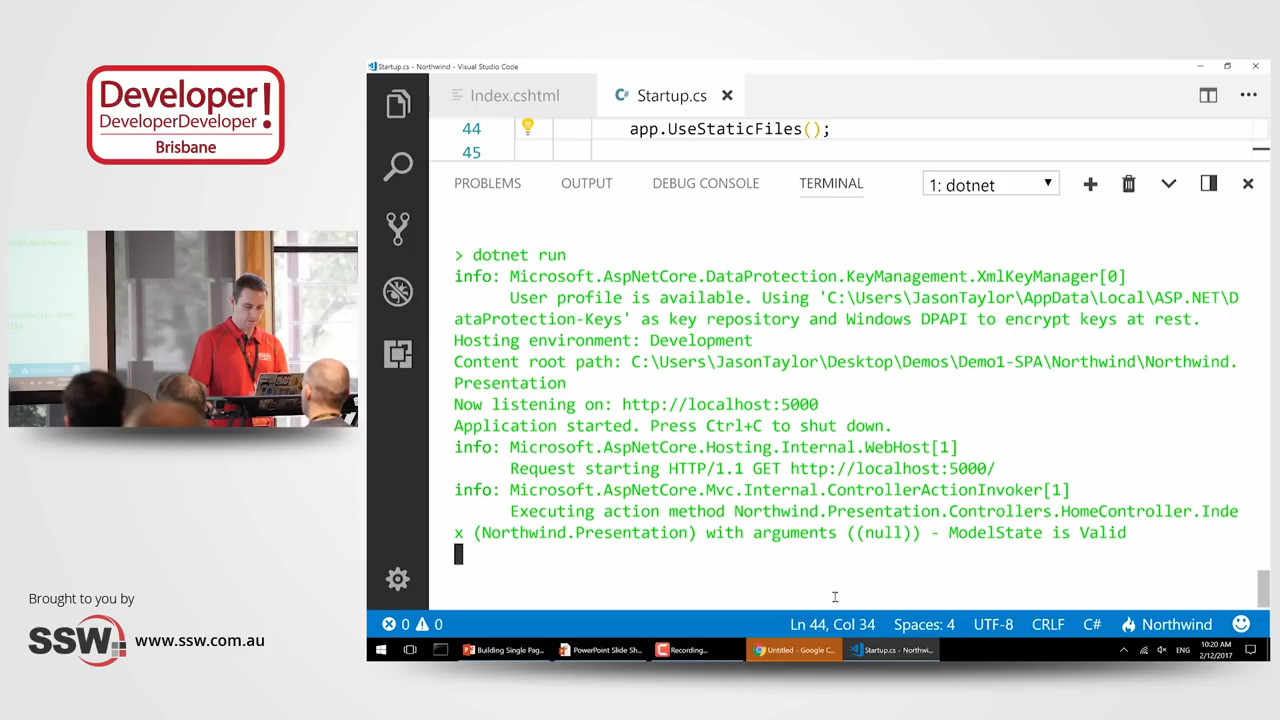 Developer!
DeveloperDeveloper
Brisbane
Brought to you by
SSW www.ssw.com.au
Startup.cs - Northwind - Visual Studio Code
Index.cshtml
Startup.cs
44 app.UseStaticFiles();
45
PROBLEMS OUTPUT DEBUG CONSOLE TERMINAL 1: dotnet
> dotnet run
info: Microsoft.AspNetCore.DataProtection.KeyManagement.XmlKeyManager[0]
User profile is available. Using 'C:\Users\JasonTaylor\AppData\Local\ASP.NET\D
ataProtection-Keys' as key repository and Windows DPAPI to encrypt keys at rest.
Hosting environment: Development
Content root path: C:\Users\JasonTaylor\Desktop\Demos\Demo1-SPA\Northwind\Northwind.
Presentation
Now listening on: http://localhost:5000
Application started. Press Ctrl+C to shut down.
info: Microsoft.AspNetCore.Hosting.Internal.WebHost[1]
Request starting HTTP/1.1 GET http://localhost:5000/
info: Microsoft.AspNetCore.Mvc.Internal.ControllerActionInvoker[1]
Executing action method Northwind.Presentation.Controllers.HomeController.Inde
x (Northwind.Presentation) with arguments ((null)) - ModelState is Valid
0 0 Ln 44, Col 34 Spaces: 4 UTF-8 CRLF C# Northwind
Building Single Pag... PowerPoint Slide Sh... Recording... Untitled - Google C... Startup.cs - Northwi... ENG 10:20 AM
2/12/2017